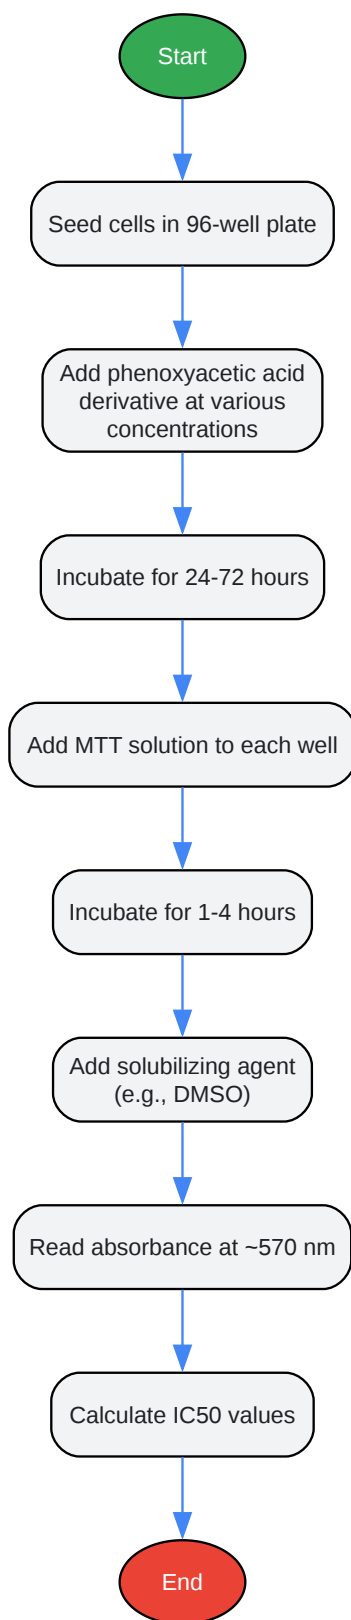 Start
Seed cells in 96-well plate
Add phenoxyacetic acid
derivative at various
concentrations
Incubate for 24-72 hours
Add MTT solution to each well
Incubate for 1-4 hours
Add solubilizing agent
(e.g., DMSO)
Read absorbance at ~570 nm
Calculate IC50 values
End